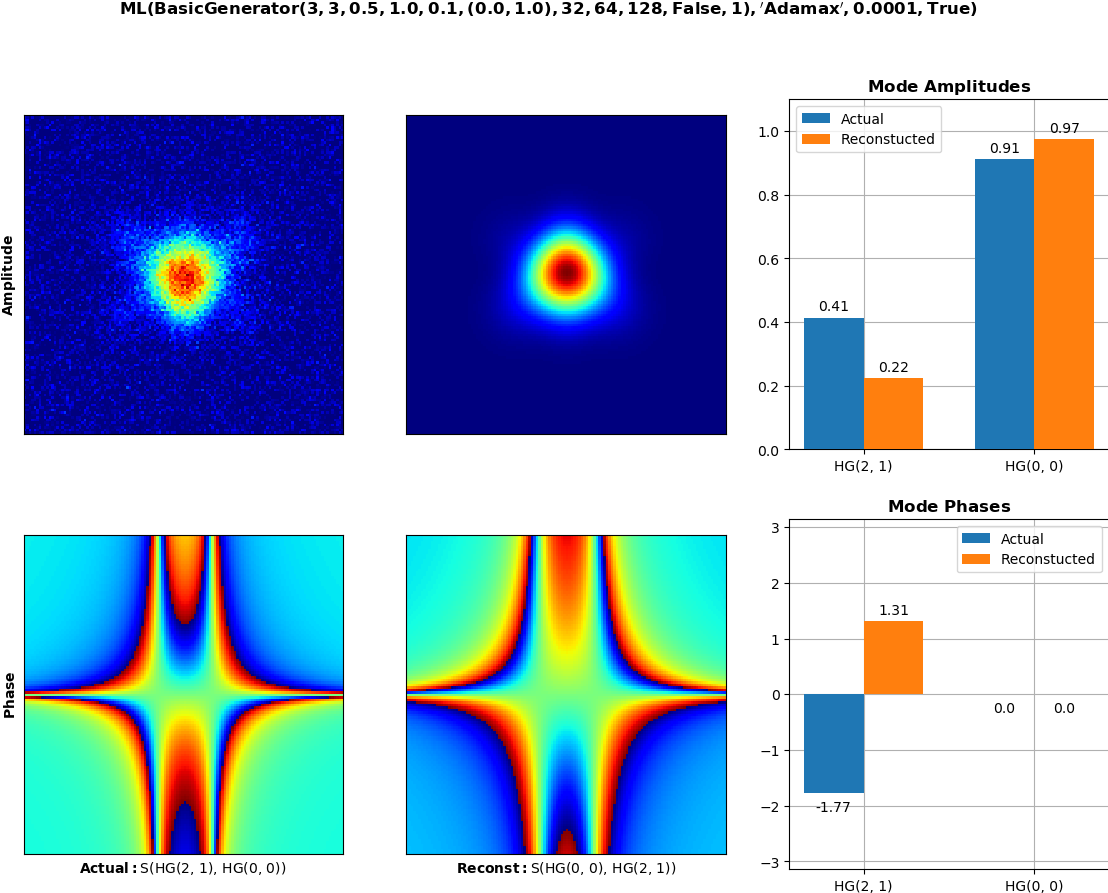 ML(BasicGenerator(3, 3, 0.5, 1.0, 0.1, (0.0, 1.0), 32, 64, 128, False, 1), ′Adamax′, 0.0001, True)
Amplitude
Mode Amplitudes
Actual
Reconstucted
1.0
0.8
0.6
0.4
0.2
0.0
0.41
0.22
0.91
0.97
HG(2, 1)
HG(0, 0)
Phase
Actual: S(HG(2, 1), HG(0, 0))
Reconst: S(HG(0, 0), HG(2, 1))
Mode Phases
Actual
Reconstucted
3
2
1
0
−1
−2
−3
-1.77
1.31
0.0
0.0
HG(2, 1)
HG(0, 0)